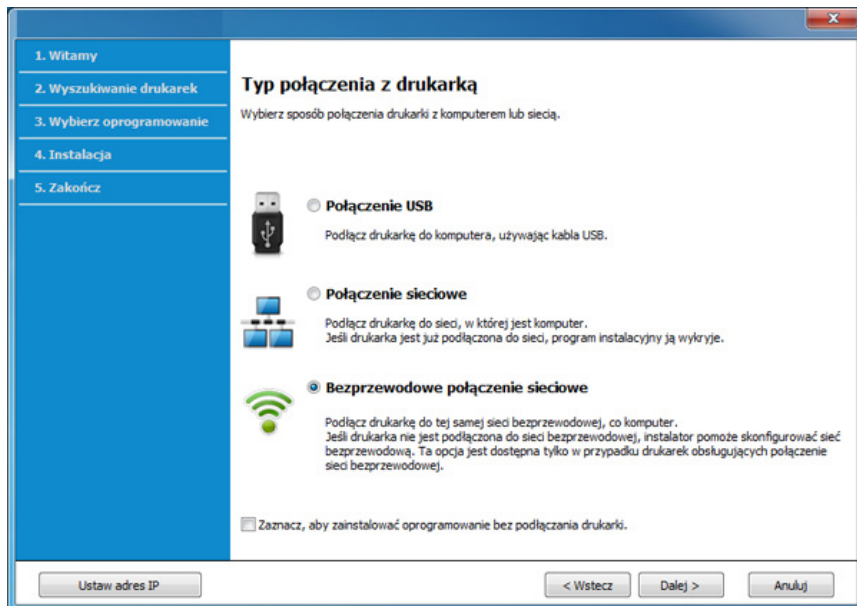 1. Witamy
2. Wyszukiwanie drukarek
3. Wybierz oprogramowanie
4. Instalacja
5. Zakończ
Typ połączenia z drukarką
Wybierz sposób połączenia drukarki z komputerem lub siecią.
Połączenie USB
Podłącz drukarkę do komputera, używając kabla USB.
Połączenie sieciowe
Podłącz drukarkę do sieci, w której jest komputer.
Jeśli drukarka jest już podłączona do sieci, program instalacyjny ją wykryje.
Bezprzewodowe połączenie sieciowe
Podłącz drukarkę do tej samej sieci bezprzewodowej, co komputer.
Jeśli drukarka nie jest podłączona do sieci bezprzewodowej, instalator pomoże skonfigurować sieć
bezprzewodową. Ta opcja jest dostępna tylko w przypadku drukarek obsługujących połączenie
sieci bezprzewodowej.
Zaznacz, aby zainstalować oprogramowanie bez podłączania drukarki.
Ustaw adres IP
< Wstecz
Dalej >
Anuluj